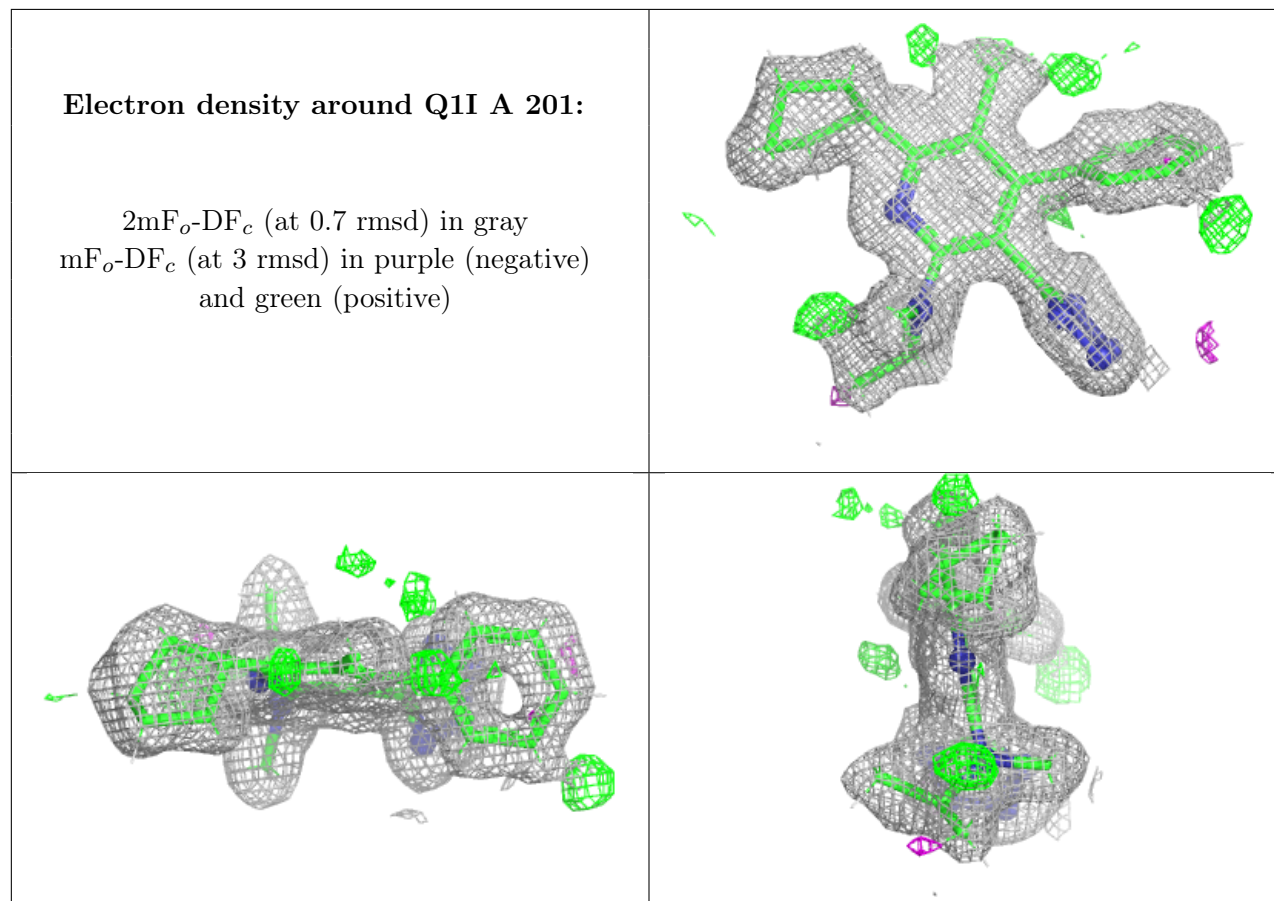 Electron density around Q1I A 201:
2mFₒ-DF𝒸 (at 0.7 rmsd) in gray
mFₒ-DF𝒸 (at 3 rmsd) in purple (negative)
and green (positive)